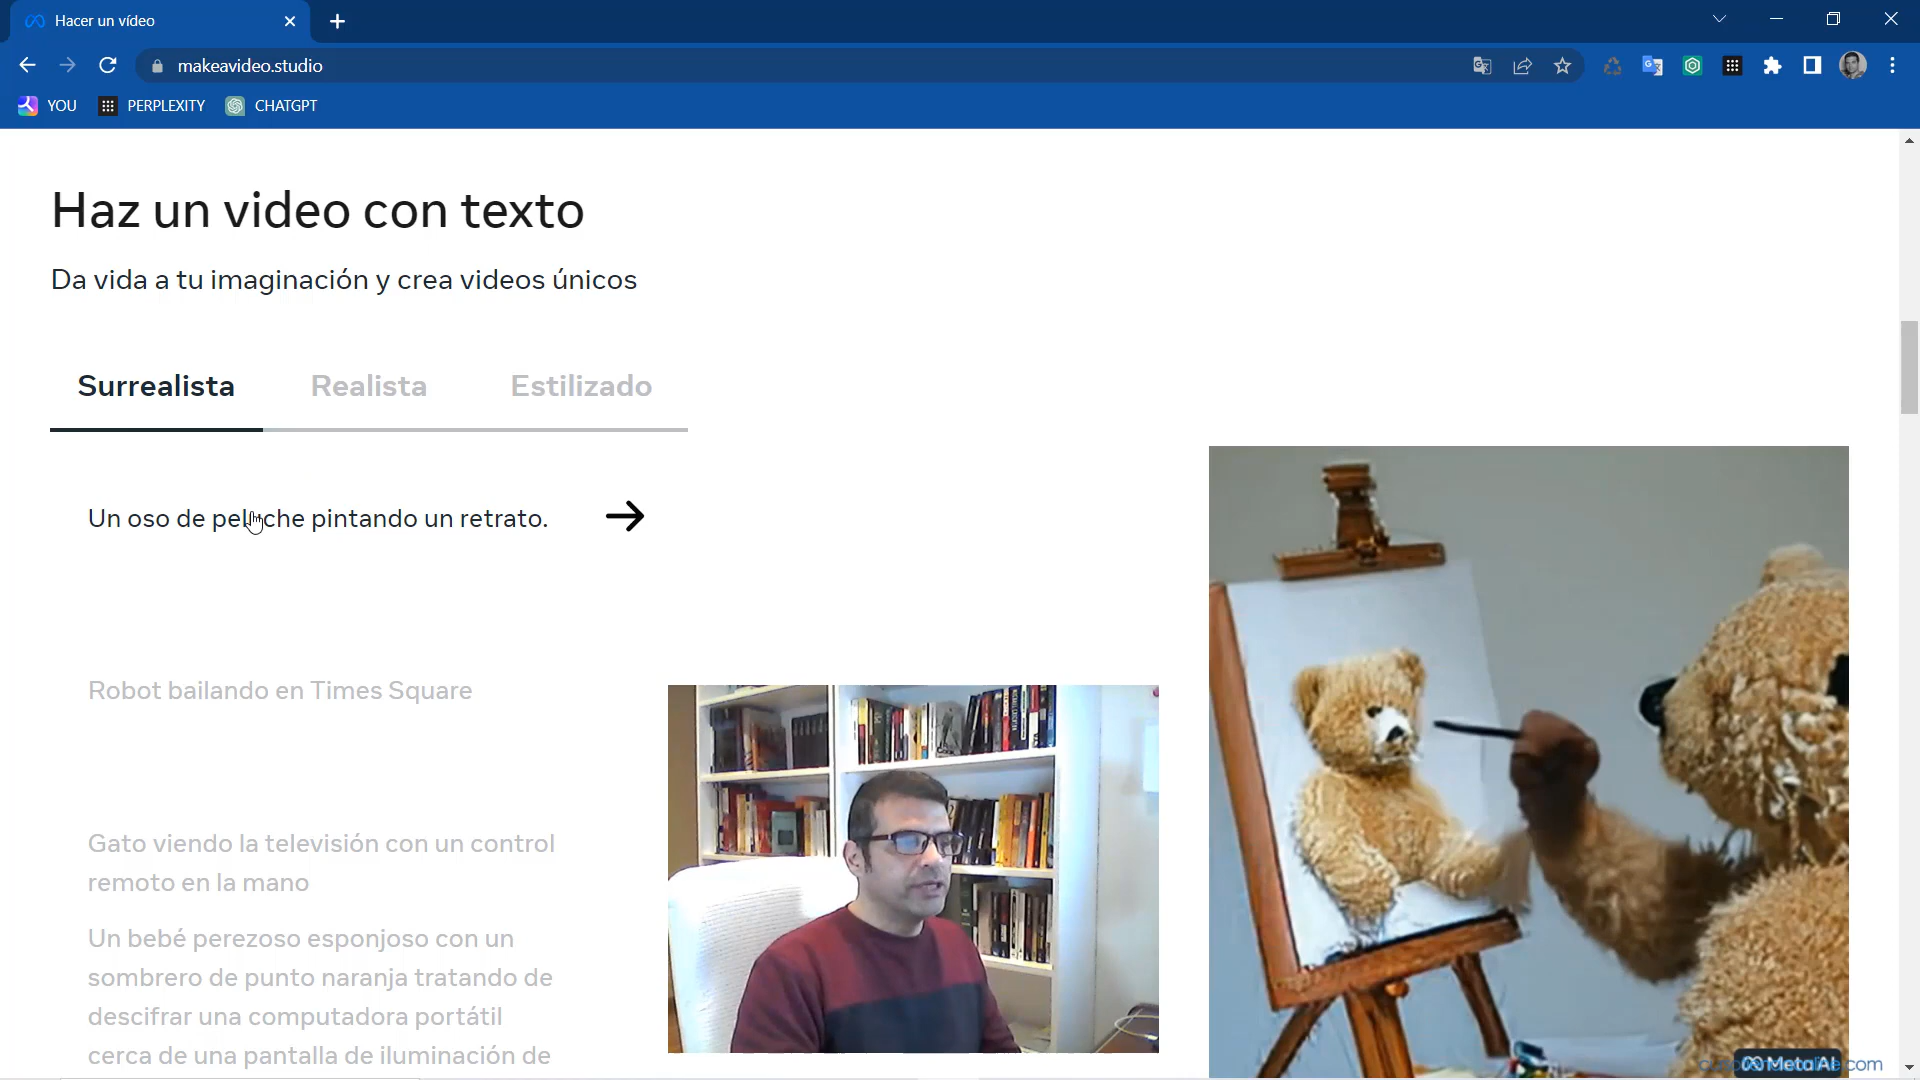 Hacer un vídeo
makeavideo.studio
YOU PERPLEXITY CHATGPT
Haz un video con texto
Da vida a tu imaginación y crea videos únicos
Surrealista Realista Estilizado
Un oso de peluche pintando un retrato.
Robot bailando en Times Square
Gato viendo la televisión con un control
remoto en la mano
Un bebé perezoso esponjoso con un
sombrero de punto naranja tratando de
descifrar una computadora portátil
cerca de una pantalla de iluminación de
Meta AI